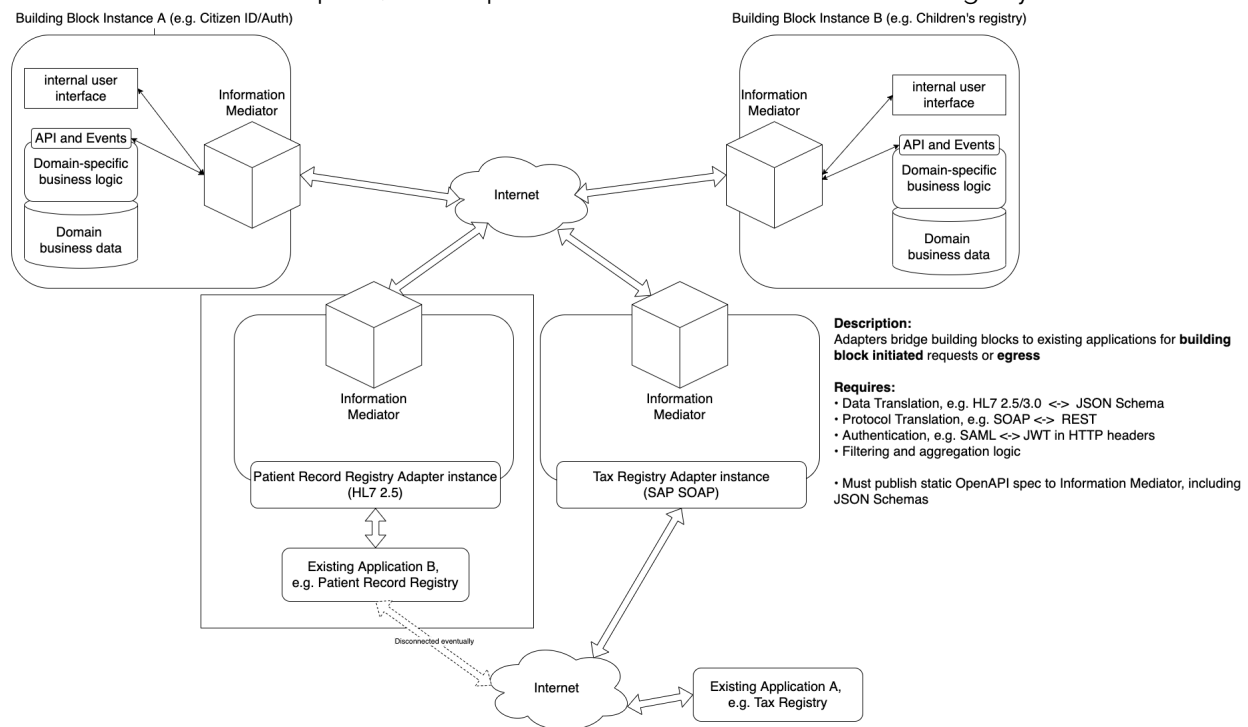 Building Block Instance A (e.g. Citizen ID/Auth)
Building Block Instance B (e.g. Children's registry)
internal user
interface
API and Events
Domain-specific
business logic
Domain
business data
Information
Mediator
Internet
Information
Mediator
internal user
interface
API and Events
Domain-specific
business logic
Domain
business data
Information
Mediator
Patient Record Registry Adapter instance
(HL7 2.5)
Existing Application B,
e.g. Patient Record Registry
Information
Mediator
Tax Registry Adapter instance
(SAP SOAP)
Description:
Adapters bridge building blocks to existing applications for building
block initiated requests or egress
Requires:
• Data Translation, e.g. HL7 2.5/3.0 <-> JSON Schema
• Protocol Translation, e.g. SOAP <-> REST
• Authentication, e.g. SAML <-> JWT in HTTP headers
• Filtering and aggregation logic
• Must publish static OpenAPI spec to Information Mediator, including
JSON Schemas
Disconnected eventually
Internet
Existing Application A,
e.g. Tax Registry